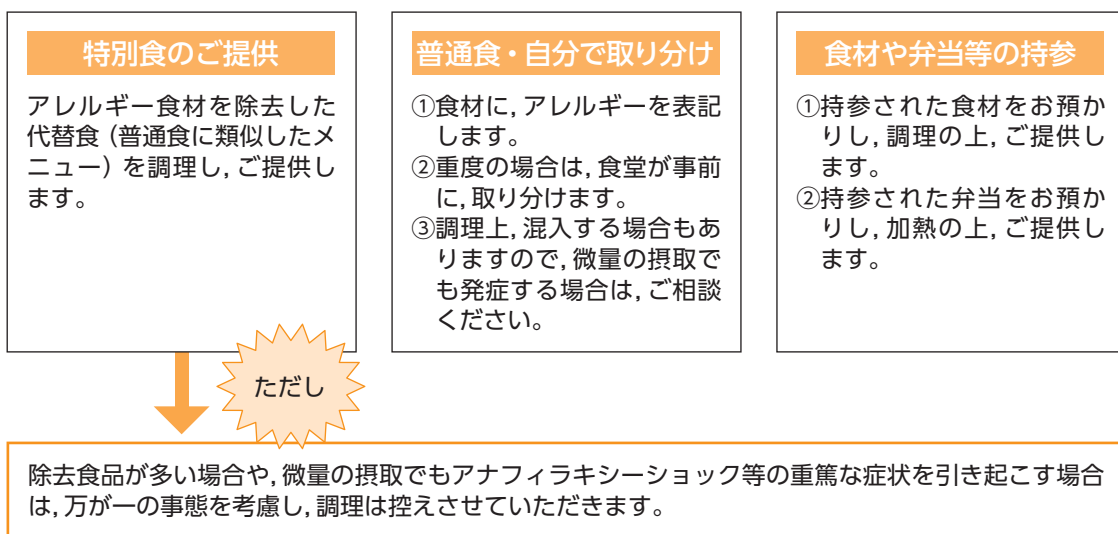 特別食のご提供
アレルギー食材を除去した
代替食（普通食に類似したメ
ニュー）を調理し,ご提供し
ます。
普通食・自分で取り分け
①食材に,アレルギーを表記
します。
②重度の場合は,食堂が事前
に,取り分けます。
③調理上,混入する場合もあ
りますので,微量の摂取で
も発症する場合は,ご相談
ください。
食材や弁当等の持参
①持参された食材をお預か
りし,調理の上,ご提供し
ます。
②持参された弁当をお預か
りし,加熱の上,ご提供し
ます。
ただし
除去食品が多い場合や,微量の摂取でもアナフィラキシーショック等の重篤な症状を引き起こす場合
は,万が一の事態を考慮し,調理は控えさせていただきます。